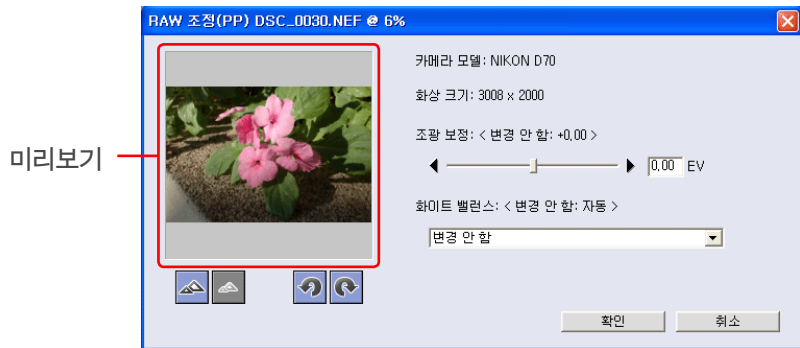 RAW 조정(PP) DSC_0030.NEF @ 6%
카메라 모델: NIKON D70
화상 크기: 3008 x 2000
조광 보정: < 변경 안 함: +0,00 >
미리보기
0,00 EV
화이트 밸런스: < 변경 안 함: 자동 >
변경 안 함
확인 취소